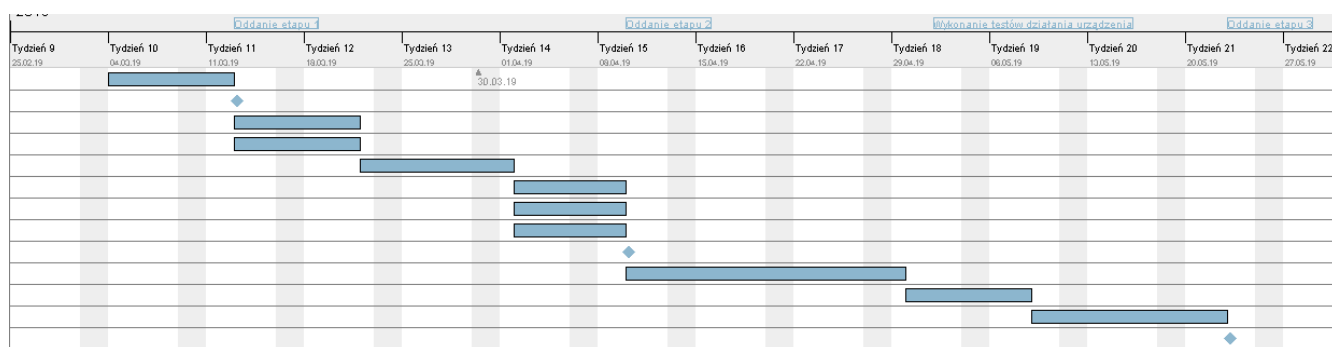 Oddanie etapu 1 Oddanie etapu 2 Wykonanie testów działania urządzenia Oddanie etapu 3
Tydzień 9 Tydzień 10 Tydzień 11 Tydzień 12 Tydzień 13 Tydzień 14 Tydzień 15 Tydzień 16 Tydzień 17 Tydzień 18 Tydzień 19 Tydzień 20 Tydzień 21 Tydzień 22
25.02.19 04.03.19 11.03.19 18.03.19 25.03.19 01.04.19 08.04.19 15.04.19 22.04.19 29.04.19 06.05.19 13.05.19 20.05.19 27.05.19
30.03.19